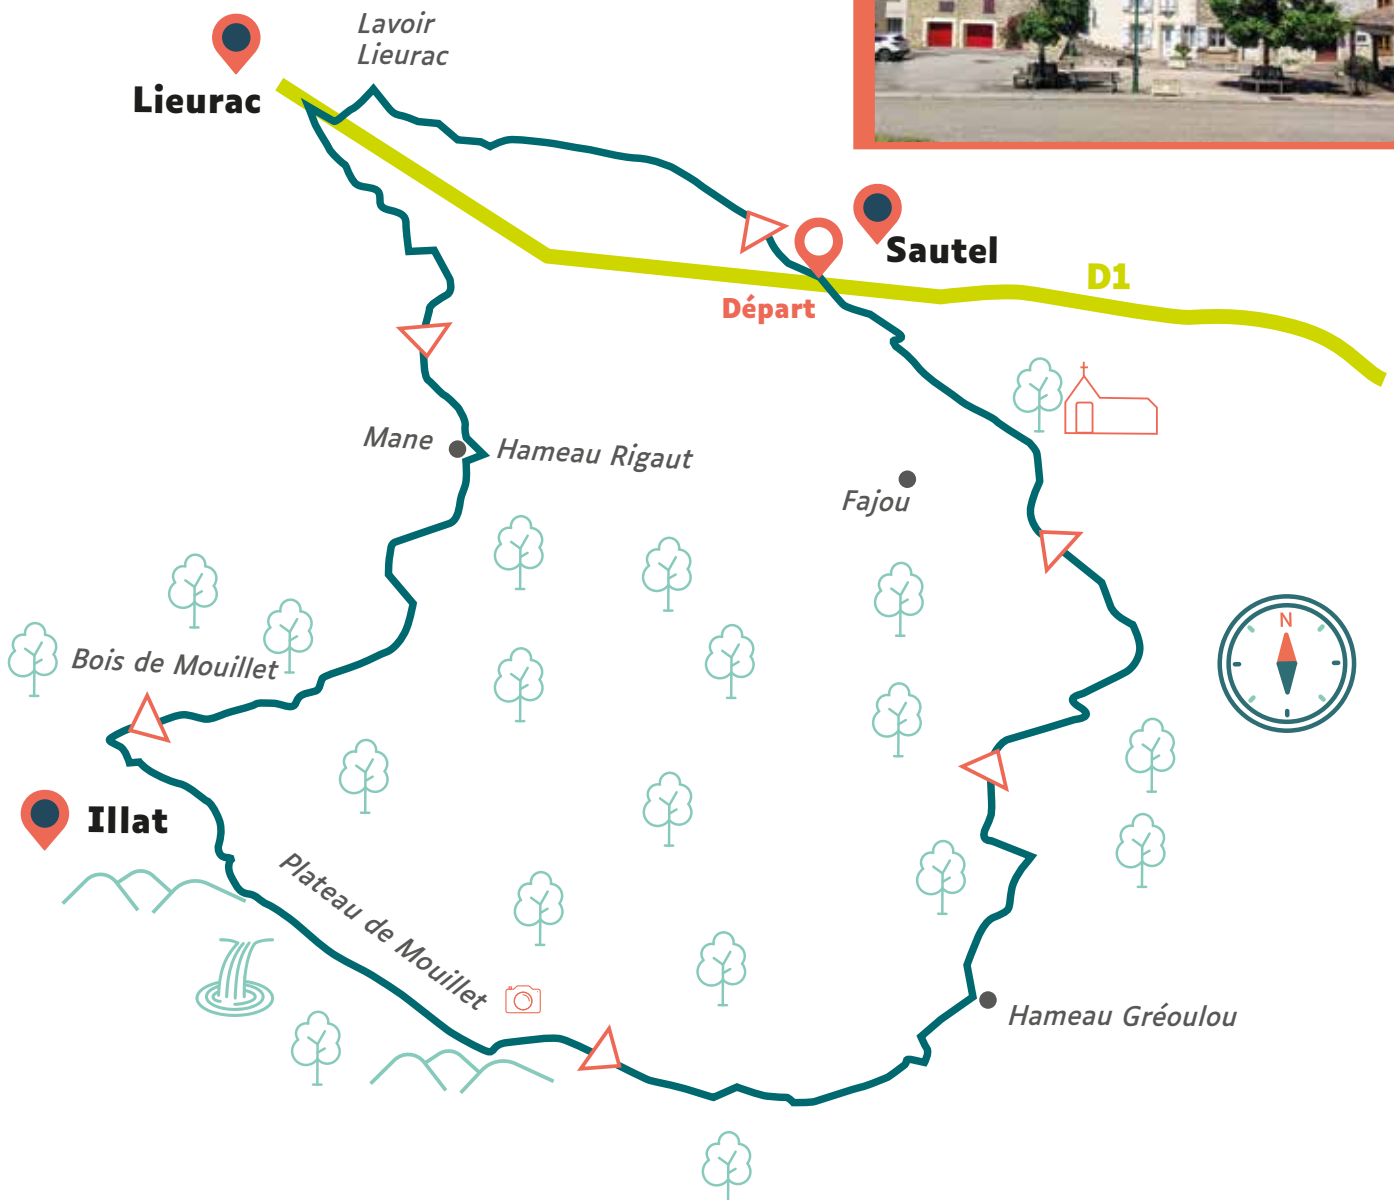 Lavoir
Lieurac
Lieurac
Sautel
D1
Départ
Mane
Hameau Rigaut
Fajou
N
Bois de Mouillet
Illat
Plateau de Mouillet
Hameau Gréoulou